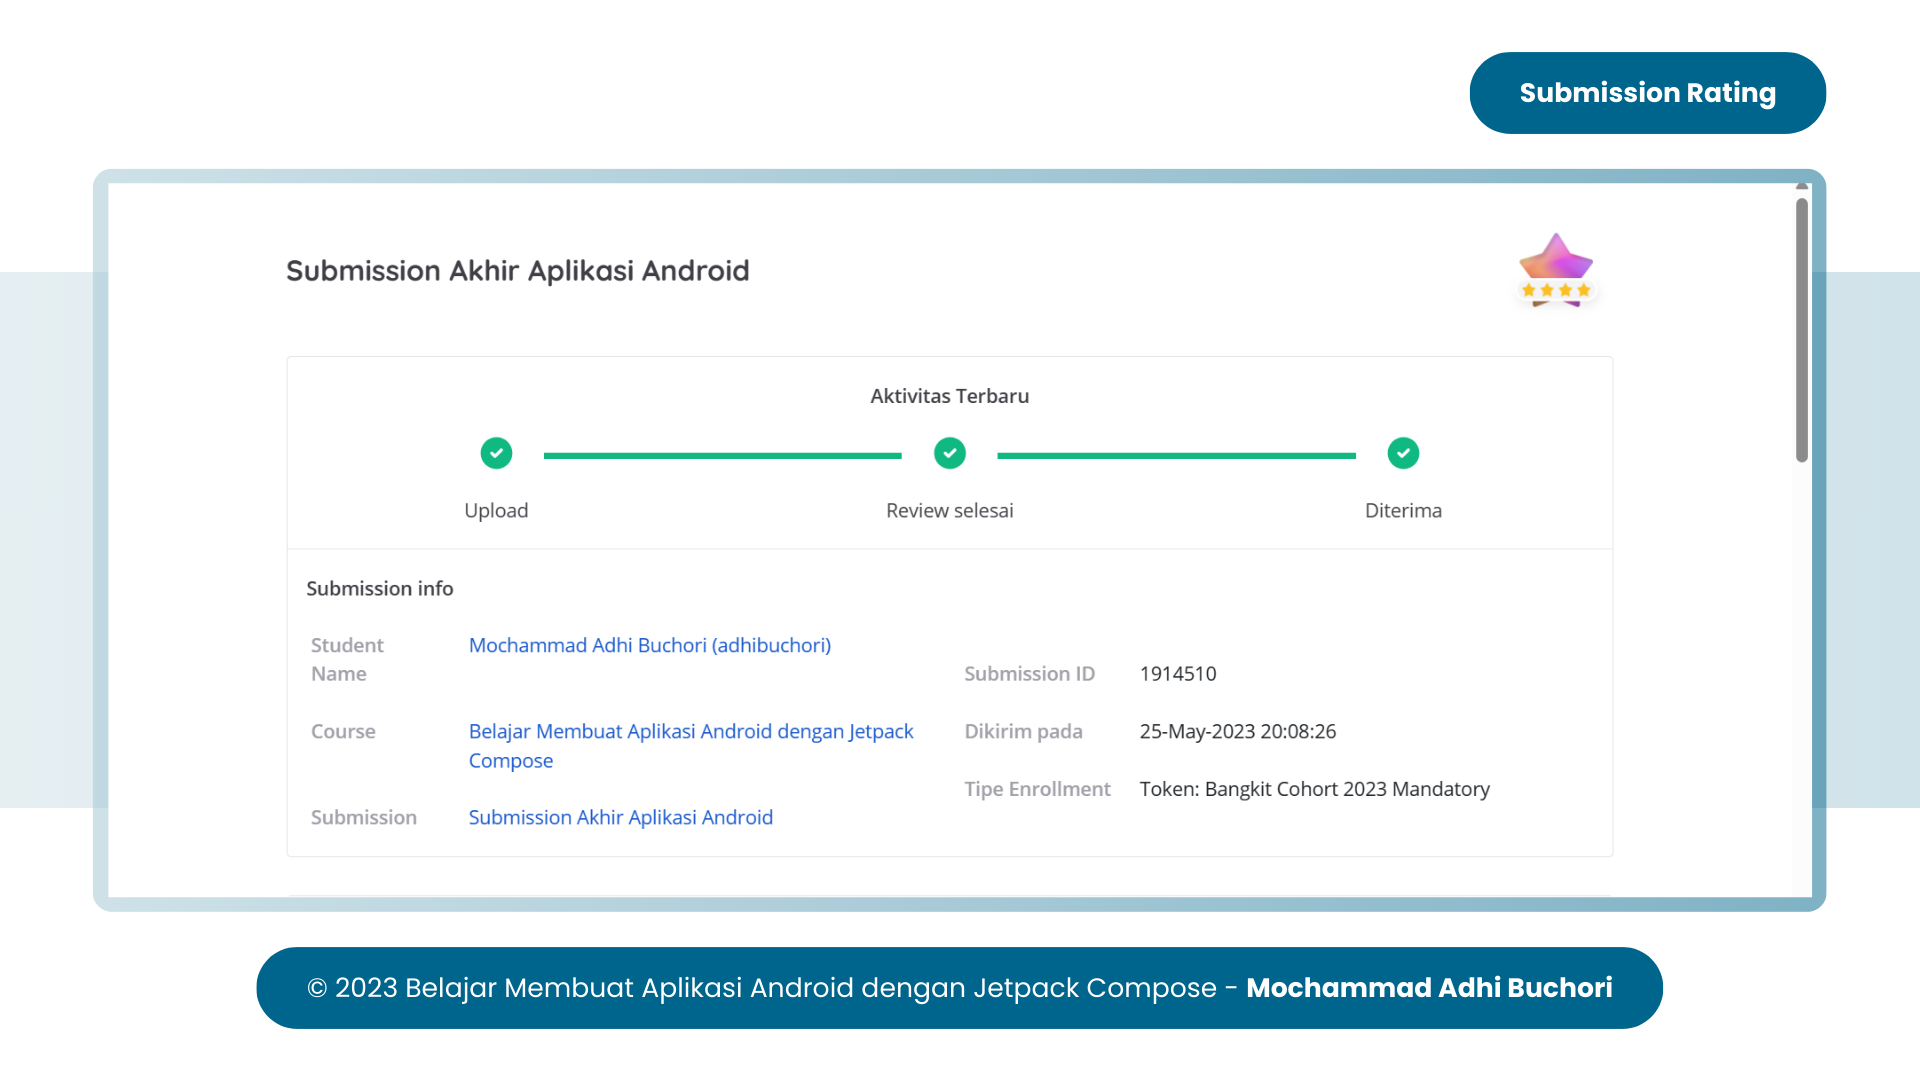 Submission Rating
Submission Akhir Aplikasi Android
Aktivitas Terbaru
Upload
Review selesai
Diterima
Submission info
Student
Name
Mochammad Adhi Buchori (adhibuchori)
Course
Belajar Membuat Aplikasi Android dengan Jetpack
Compose
Submission
Submission Akhir Aplikasi Android
Submission ID
1914510
Dikirim pada
25-May-2023 20:08:26
Tipe Enrollment
Token: Bangkit Cohort 2023 Mandatory
© 2023 Belajar Membuat Aplikasi Android dengan Jetpack Compose - Mochammad Adhi Buchori